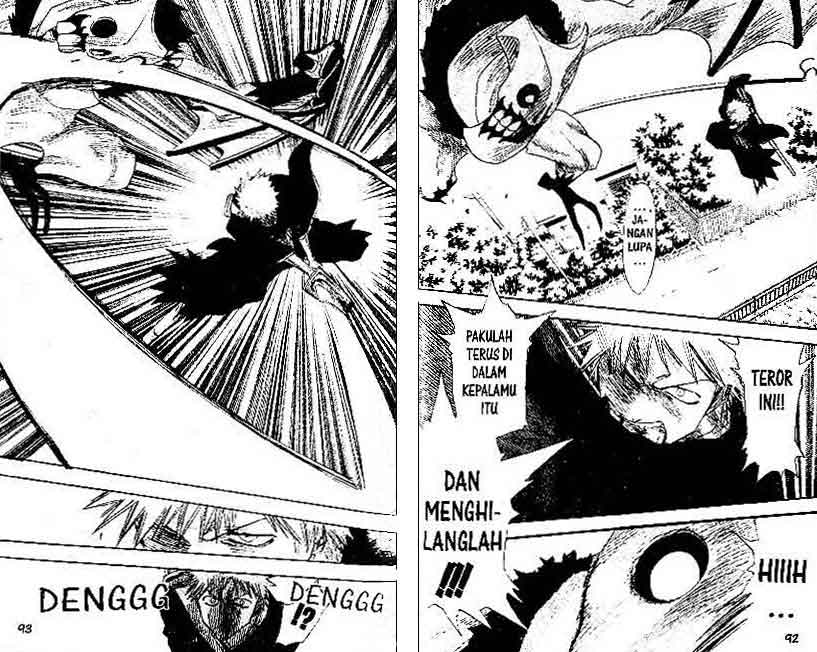 ...
JA-
NGAN
LUPA
...
TEROR
INI!!
PAKULAH
TERUS DI
DALAM
KEPALAMU
ITU
DAN
MENGHI-
LANGLAH
!!!
HIIIH
...
92
DENGGG
!?
DENGGG
93